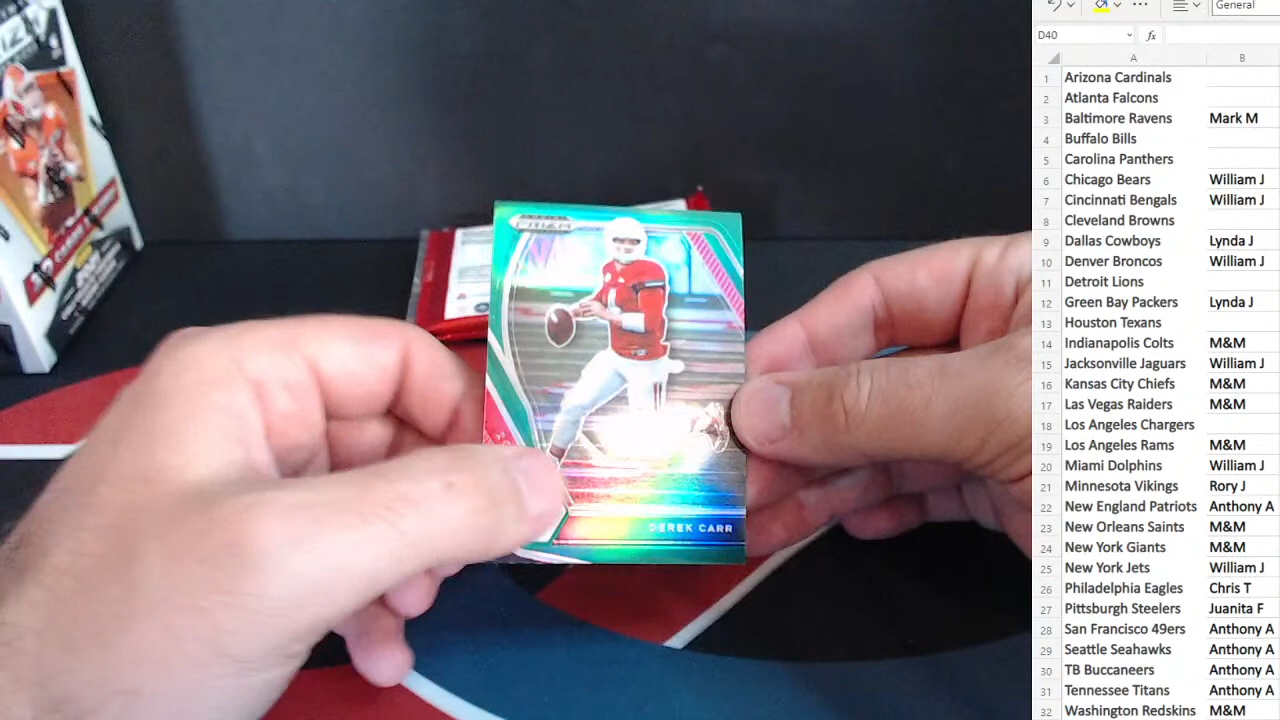 PRIZM
DEREK CARR
General
D40
fx
A B
1 Arizona Cardinals
2 Atlanta Falcons
3 Baltimore Ravens Mark M
4 Buffalo Bills
5 Carolina Panthers
6 Chicago Bears William J
7 Cincinnati Bengals William J
8 Cleveland Browns
9 Dallas Cowboys Lynda J
10 Denver Broncos William J
11 Detroit Lions
12 Green Bay Packers Lynda J
13 Houston Texans
14 Indianapolis Colts M&M
15 Jacksonville Jaguars William J
16 Kansas City Chiefs M&M
17 Las Vegas Raiders M&M
18 Los Angeles Chargers
19 Los Angeles Rams M&M
20 Miami Dolphins William J
21 Minnesota Vikings Rory J
22 New England Patriots Anthony A
23 New Orleans Saints M&M
24 New York Giants M&M
25 New York Jets William J
26 Philadelphia Eagles Chris T
27 Pittsburgh Steelers Juanita F
28 San Francisco 49ers Anthony A
29 Seattle Seahawks Anthony A
30 TB Buccaneers Anthony A
31 Tennessee Titans Anthony A
32 Washington Redskins M&M